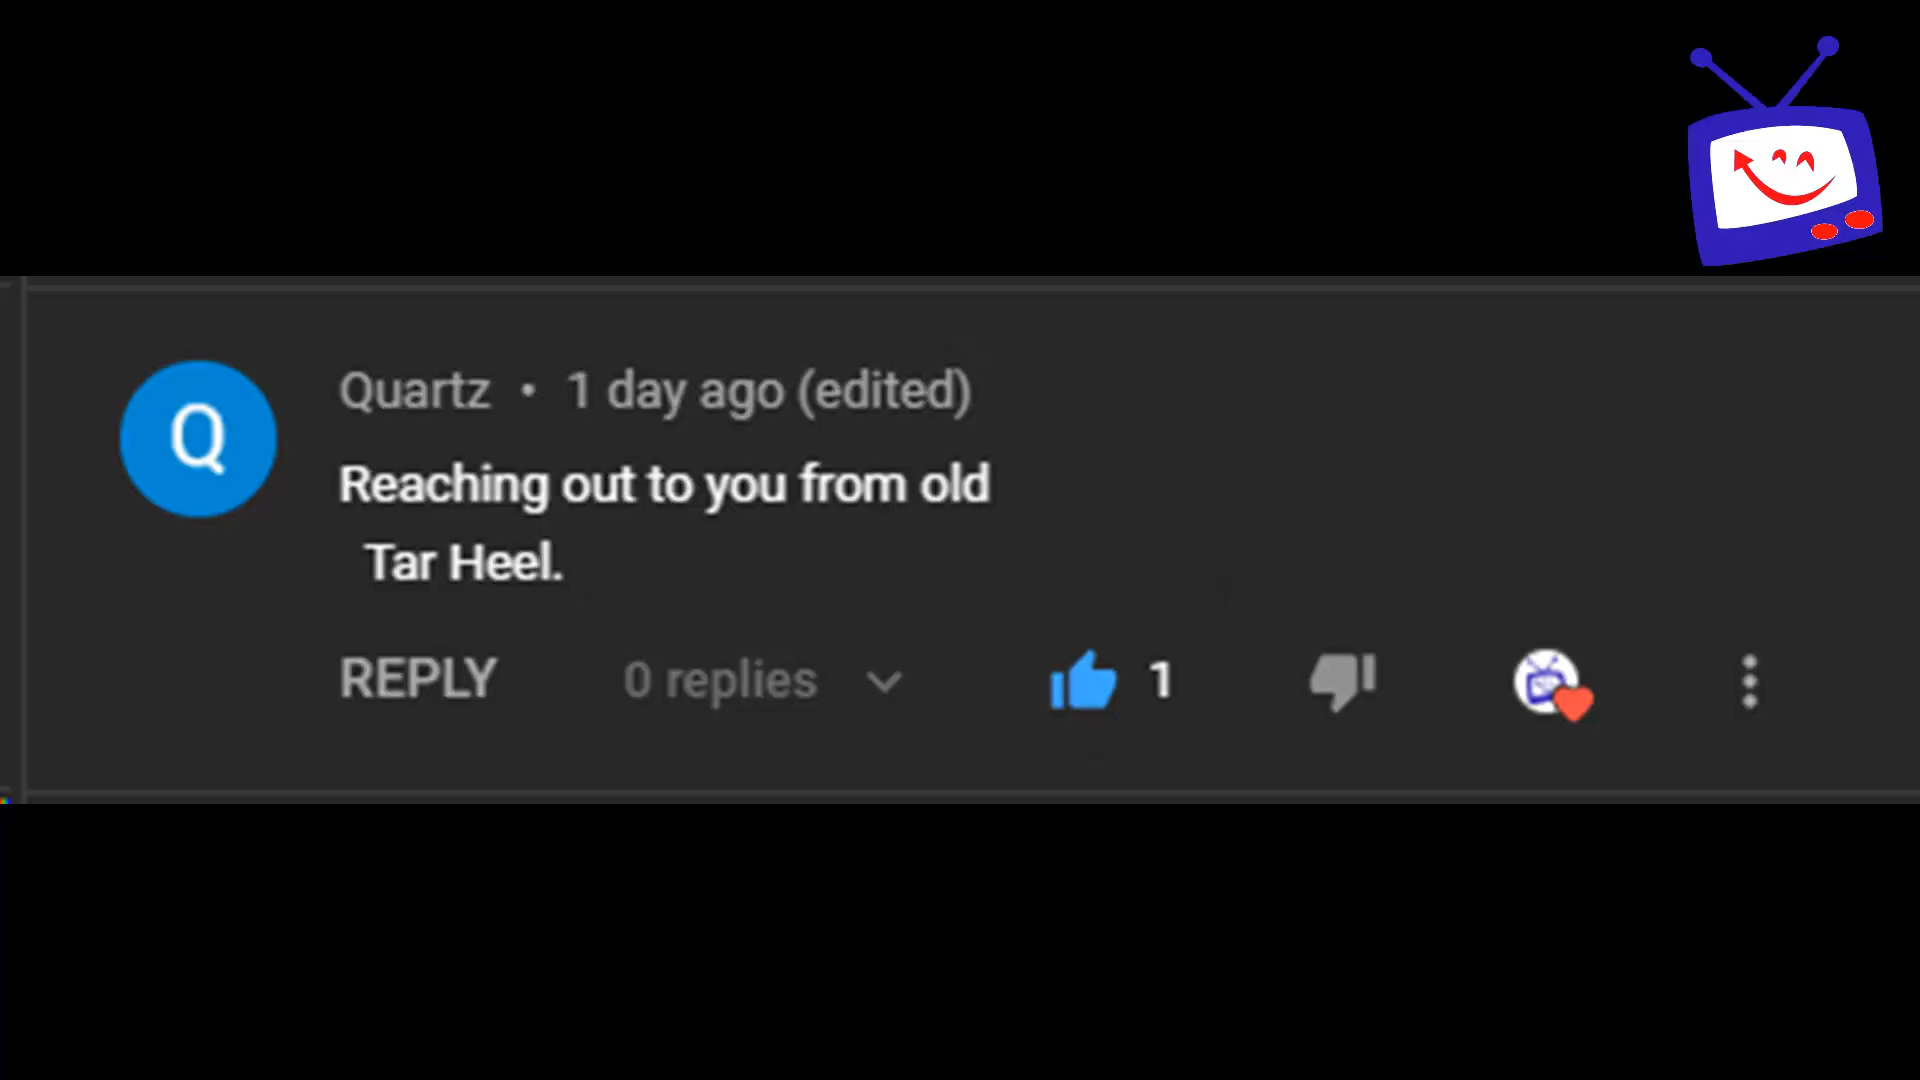 Q
Quartz • 1 day ago (edited)
Reaching out to you from old
Tar Heel.
REPLY 0 replies 1